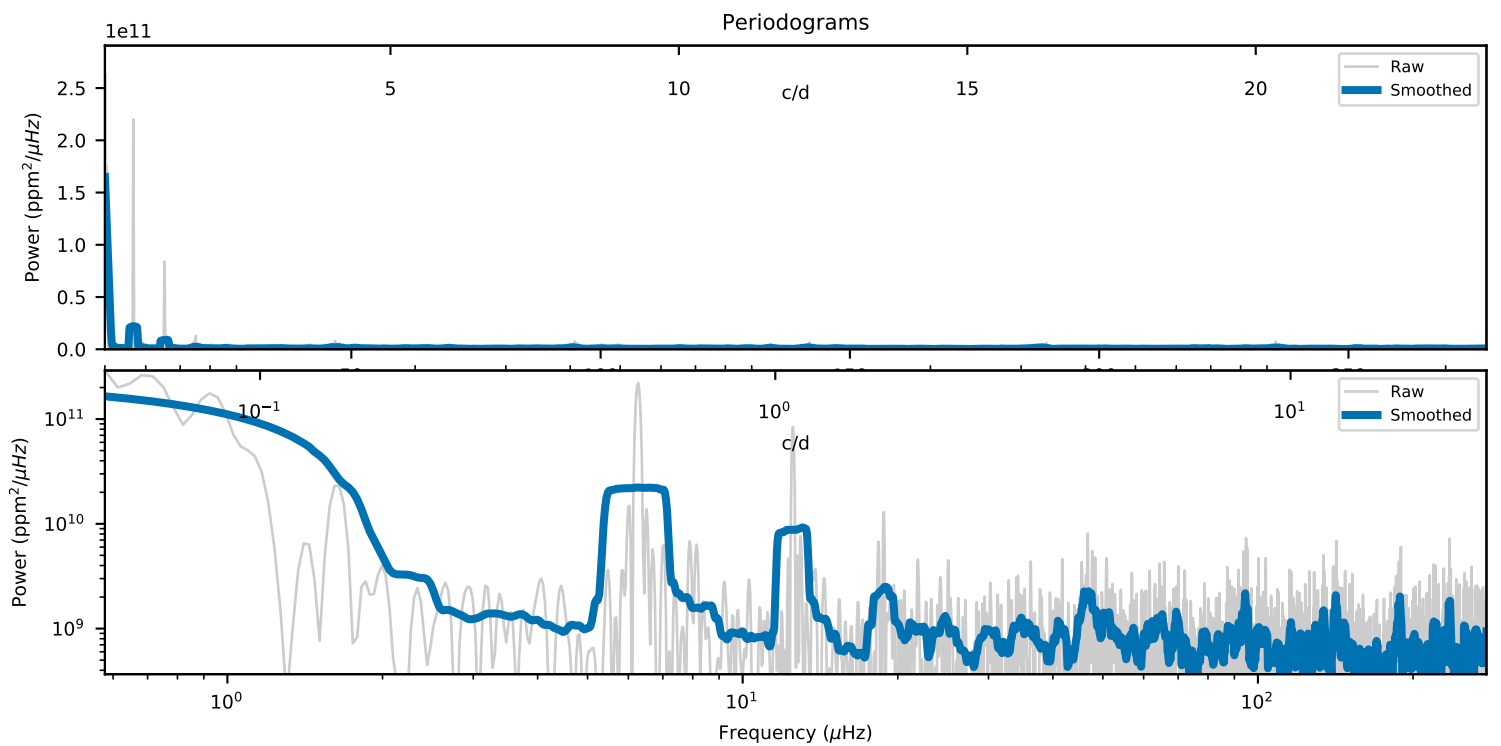 Periodograms
1e11
Power (ppm²/μHz)
2.5
2.0
1.5
1.0
0.5
0.0
5
10
15
20
c/d
Raw
Smoothed
Power (ppm²/μHz)
10¹¹
10¹⁰
10⁹
10⁻¹
10⁰
10¹
c/d
Raw
Smoothed
10⁰
10¹
10²
Frequency (μHz)